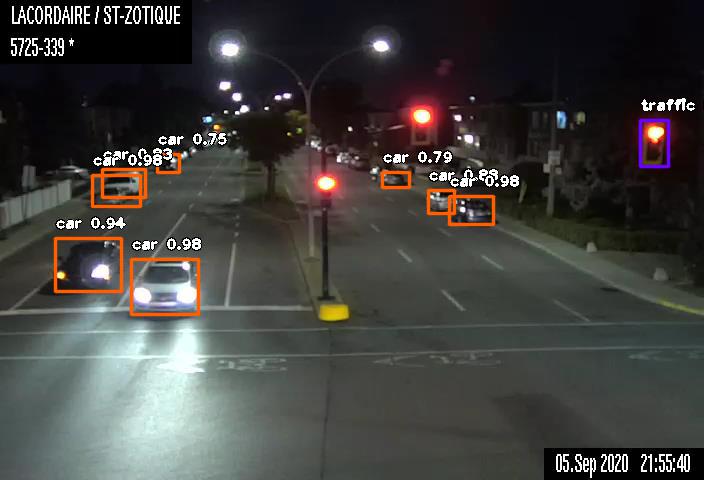 LACORDAIRE / ST-ZOTIQUE
5725-339 *
traffic
car 0.75
car 0.98
car 0.79
car 0.98
car 0.94
car 0.98
05.Sep 2020 21:55:40